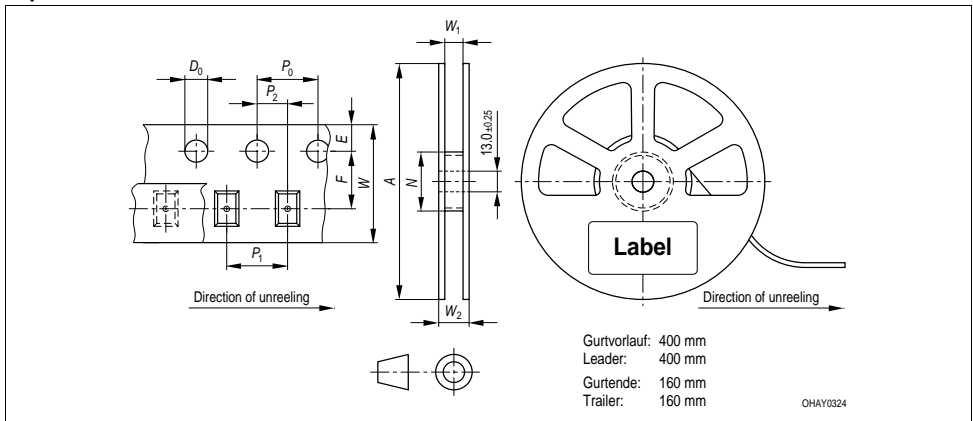 W1
D0
P0
P2
E
F
W
A
N
13.0 ±0.25
Label
P1
Direction of unreeling
W2
Direction of unreeling
Gurtvorlauf: 400 mm
Leader: 400 mm
Gurtende: 160 mm
Trailer: 160 mm
OHAY0324